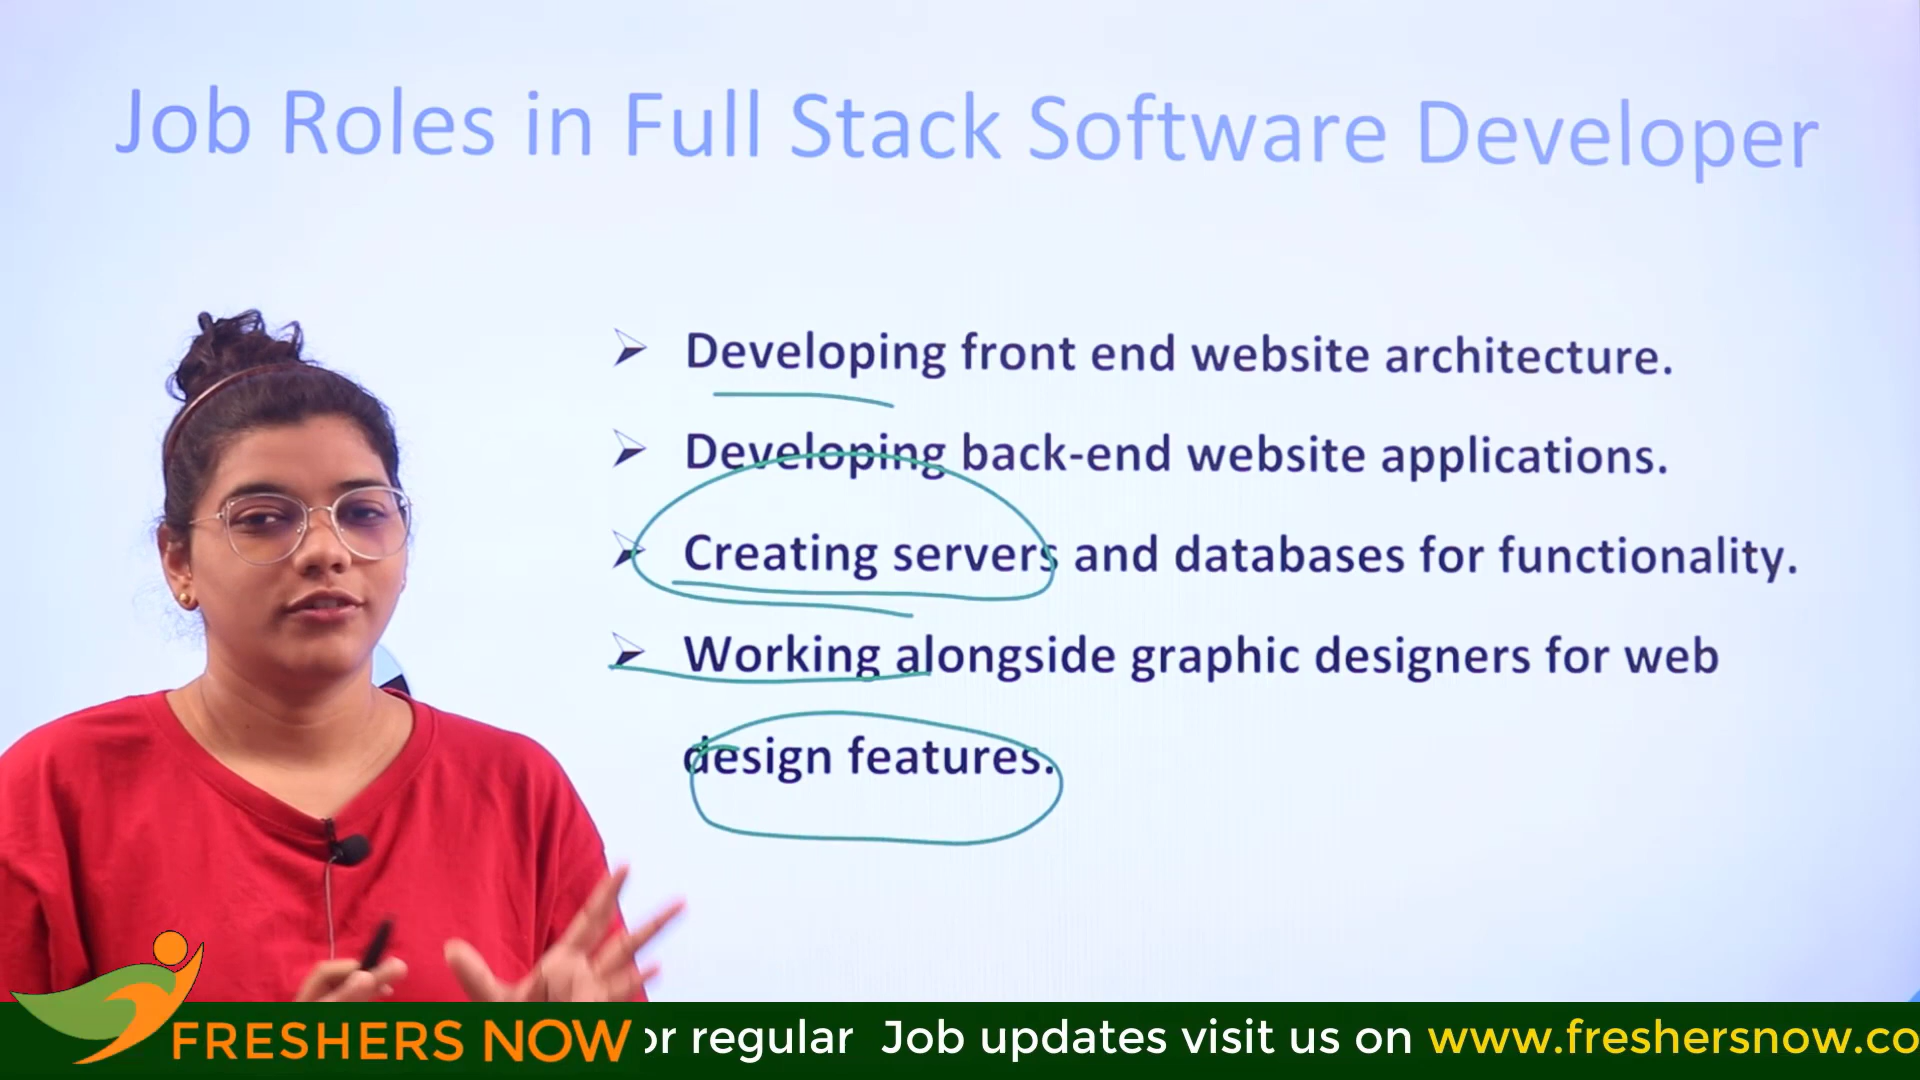 Job Roles in Full Stack Software Developer
➢ Developing front end website architecture.
➢ Developing back-end website applications.
➢ Creating servers and databases for functionality.
➢ Working alongside graphic designers for web
design features.
FRESHERS NOW or regular Job updates visit us on www.freshersnow.co